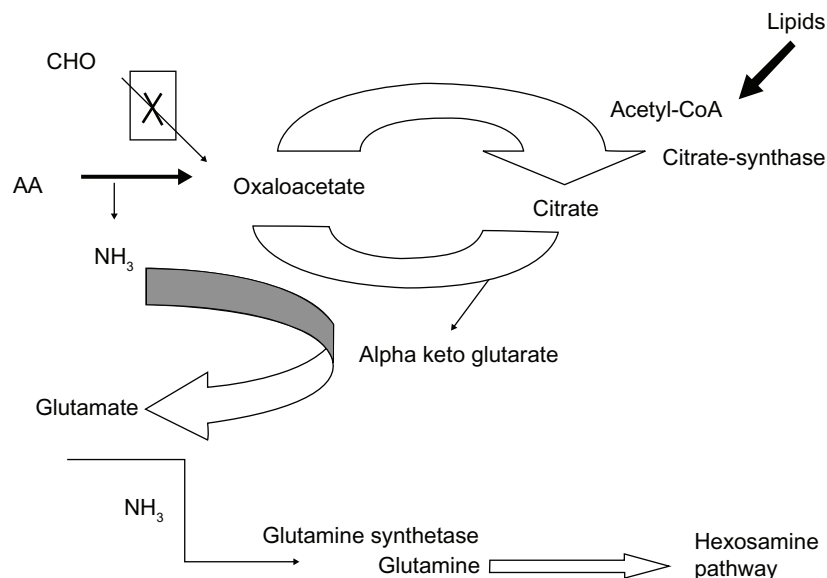 Lipids
CHO
Acetyl-CoA
X
Citrate-synthase
AA
Oxaloacetate
Citrate
NH₃
Alpha keto glutarate
Glutamate
NH₃
Glutamine synthetase
Glutamine
Hexosamine
pathway